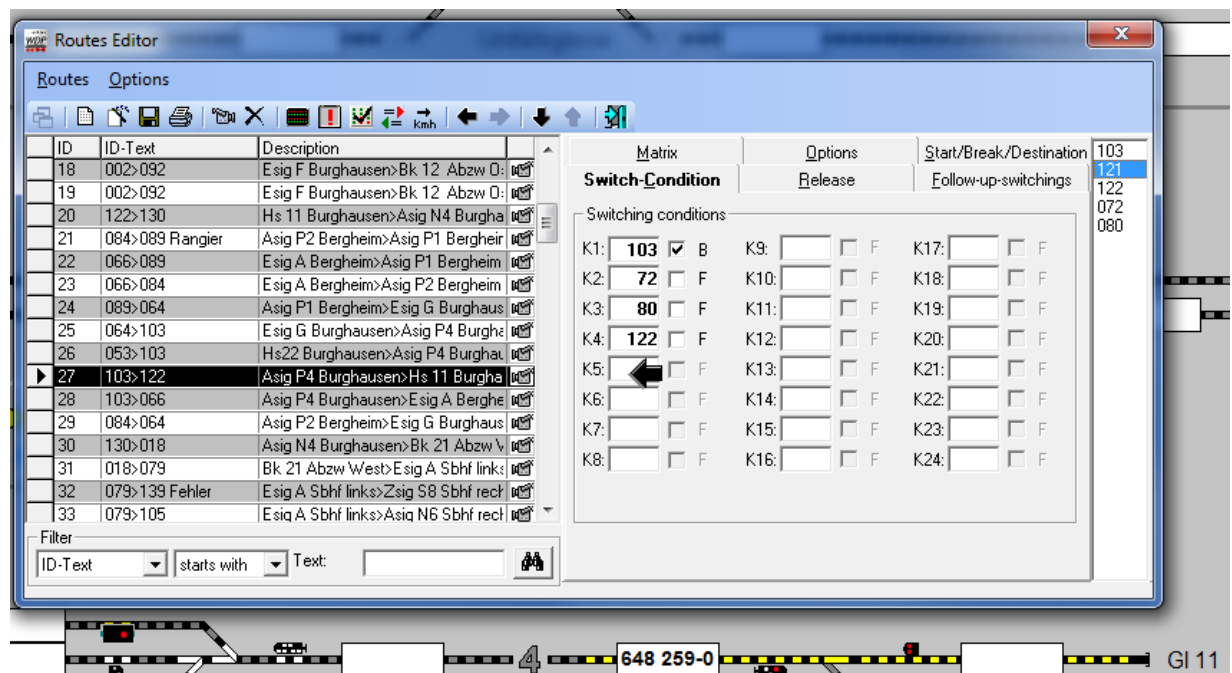 WDP Routes Editor X
Routes Options
kmh
ID ID-Text Description
18 002>092 Esig F Burghausen>Bk 12 Abzw O:
19 002>092 Esig F Burghausen>Bk 12 Abzw O:
20 122>130 Hs 11 Burghausen>Asig N4 Burgha
21 084>089 Rangier Asig P2 Bergheim>Asig P1 Bergheir
22 066>089 Esig A Bergheim>Asig P1 Bergheim
23 066>084 Esig A Bergheim>Asig P2 Bergheim
24 089>064 Asig P1 Bergheim>Esig G Burghaus
25 064>103 Esig G Burghausen>Asig P4 Burgha
26 053>103 Hs22 Burghausen>Asig P4 Burghau
27 103>122 Asig P4 Burghausen>Hs 11 Burgha
28 103>066 Asig P4 Burghausen>Esig A Berghe
29 084>064 Asig P2 Bergheim>Esig G Burghaus
30 130>018 Asig N4 Burghausen>Bk 21 Abzw V
31 018>079 Bk 21 Abzw West>Esig A Sbhf links
32 079>139 Fehler Esig A Sbhf links>Zsig S8 Sbhf rech
33 079>105 Esig A Sbhf links>Asig N6 Sbhf rech
Filter
ID-Text starts with Text:
Matrix Options Start/Break/Destination
Switch-Condition Release Follow-up-switchings
Switching conditions
K1: 103 B K9: F K17: F
K2: 72 F K10: F K18: F
K3: 80 F K11: F K19: F
K4: 122 F K12: F K20: F
K5: F K13: F K21: F
K6: F K14: F K22: F
K7: F K15: F K23: F
K8: F K16: F K24: F
103
121
122
072
080
4 648 259-0 Gl 11